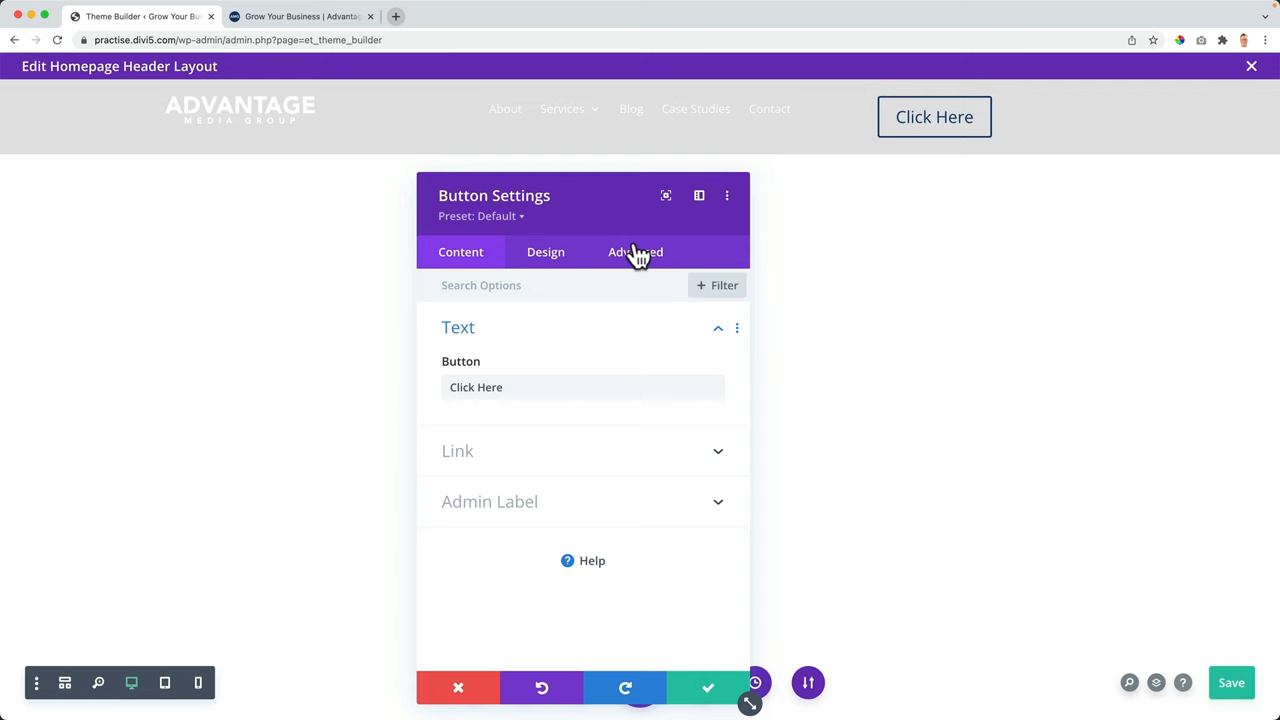 Theme Builder ‹ Grow Your Bus
AMG
Grow Your Business | Advantag
practise.divi5.com/wp-admin/admin.php?page=et_theme_builder
Edit Homepage Header Layout
ADVANTAGE
MEDIA GROUP
About Services Blog Case Studies Contact
Click Here
Button Settings
Preset: Default
Content Design Advanced
Search Options
+ Filter
Text
Button
Click Here
Link
Admin Label
? Help
?
Save